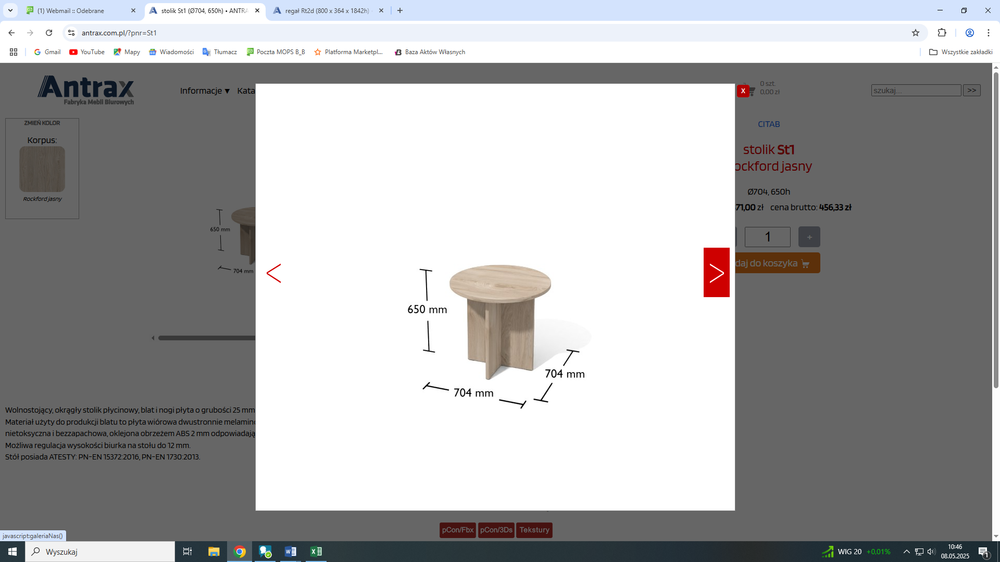 (1) Webmail :: Odebrane
stolik St1 (Ø704, 650h) • ANTRA
regał Rt2d (800 x 364 x 1842h)
antrax.com.pl/?pnr=St1
Gmail
YouTube
Mapy
Wiadomości
Tłumacz
Poczta MOPS B_B
Platforma Marketpl...
Baza Aktów Własnych
Wszystkie zakładki
Antrax
Fabryka Mebli Biurowych
Informacje ▼
Kata
0 szt.
0,00 zł
szukaj...
>>
X
ZMIEŃ KOLOR
Korpus:
Rockford jasny
CITAB
stolik St1
ockford jasny
Ø704, 650h
71,00 zł cena brutto: 456,33 zł
1
+
daj do koszyka
650 mm
704 mm
650 mm
704 mm
704 mm
Wolnostojący, okrągły stolik płycinowy, blat i nogi płyta o grubości 25 mm
Materiał użyty do produkcji blatu to płyta wiórowa dwustronnie melamino
nietoksyczna i bezzapachowa, oklejona obrzeżem ABS 2 mm odpowiadają
Możliwa regulacja wysokości biurka na stołu do 12 mm.
Stół posiada ATESTY: PN-EN 15372:2016, PN-EN 1730:2013.
pCon/Fbx
pCon/3Ds
Tekstury
javascript:galeriaNas()
Wyszukaj
WIG 20 +0,01%
10:46
08.05.2025
1